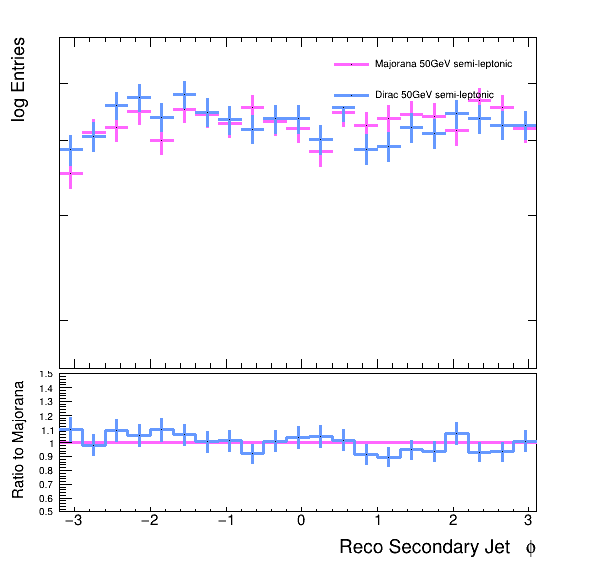 log Entries
Majorana 50GeV semi-leptonic
Dirac 50GeV semi-leptonic
Ratio to Majorana
1.5
1.4
1.3
1.2
1.1
1
0.9
0.8
0.7
0.6
0.5
−3 −2 −1 0 1 2 3
Reco Secondary Jet ϕ